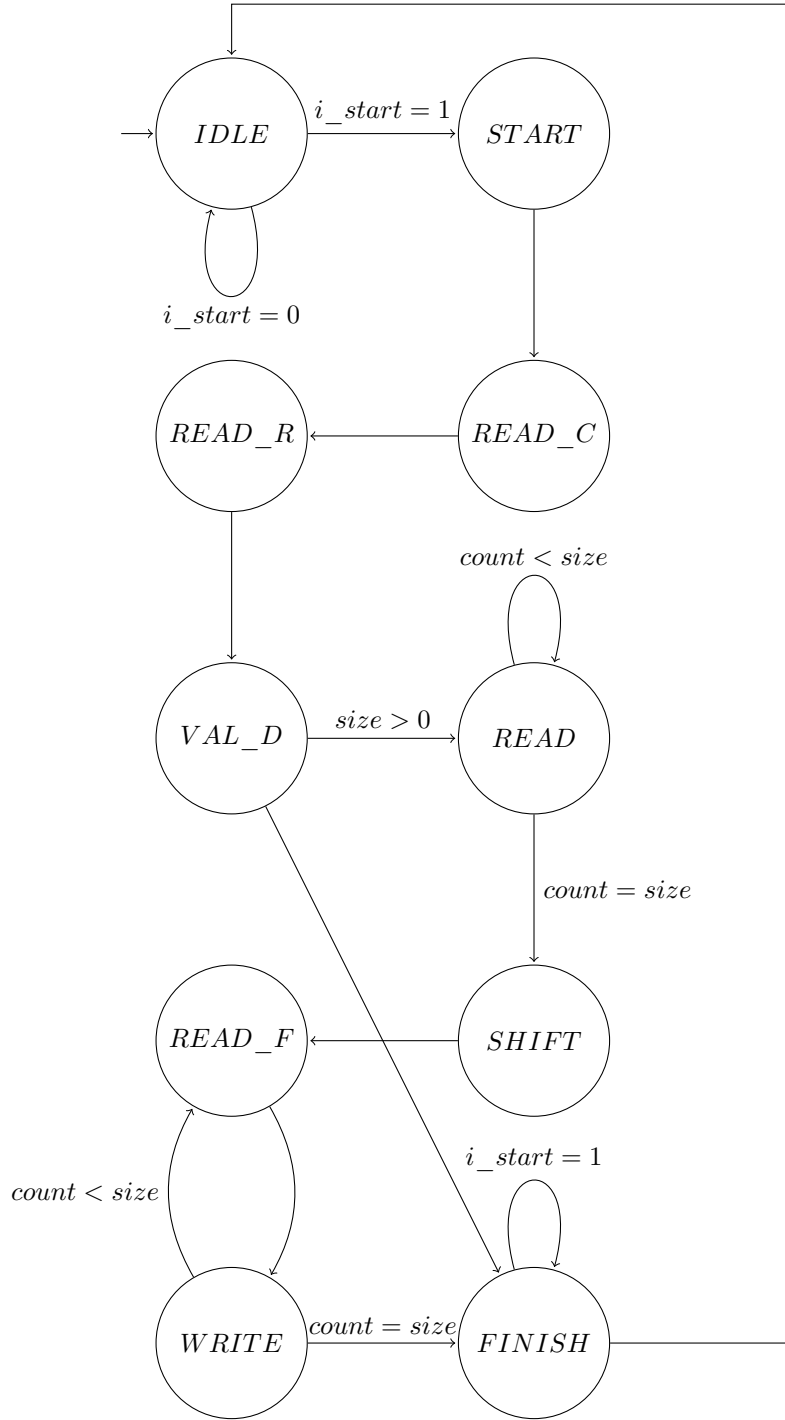 i_start = 1
IDLE
START
i_start = 0
READ_R
READ_C
count < size
VAL_D
size > 0
READ
count = size
READ_F
SHIFT
i_start = 1
count < size
WRITE
count = size
FINISH